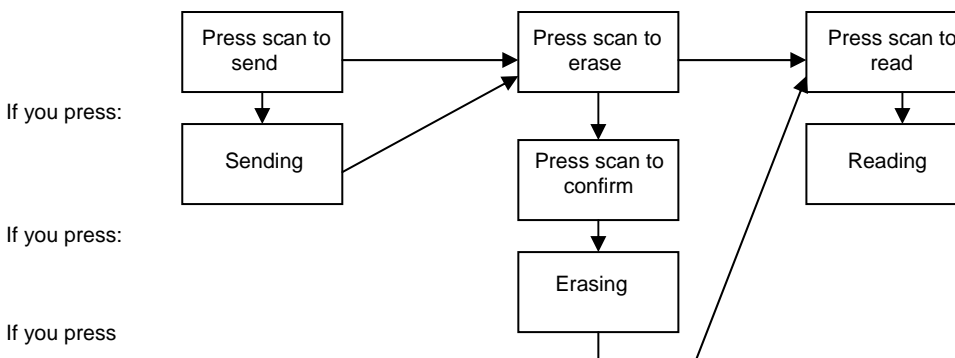 Press scan to
send
Press scan to
erase
Press scan to
read
If you press:
Sending
Press scan to
confirm
Reading
If you press:
Erasing
If you press